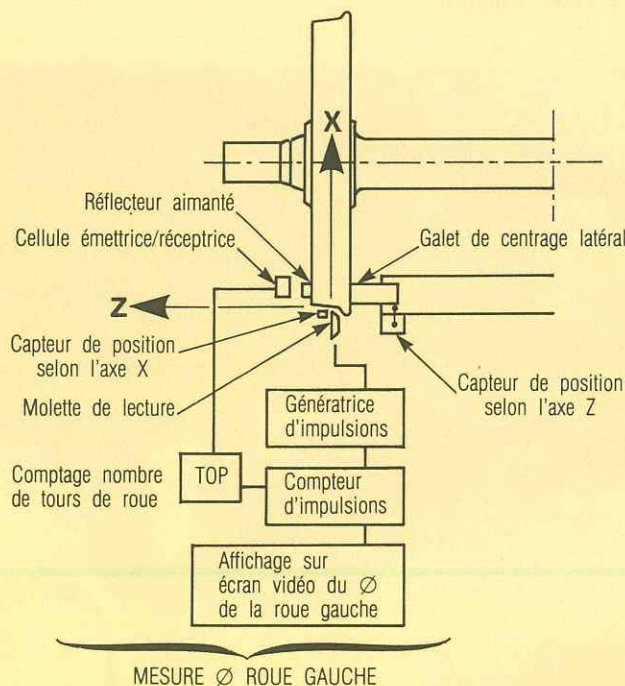 X
Réflecteur aimanté
Cellule émettrice/réceptrice
Galet de centrage latéral
Z
Capteur de position
selon l'axe X
Molette de lecture
Capteur de position
selon l'axe Z
Génératrice
d'impulsions
Comptage nombre
de tours de roue
TOP
Compteur
d'impulsions
Affichage sur
écran vidéo du Ø
de la roue gauche
MESURE Ø ROUE GAUCHE